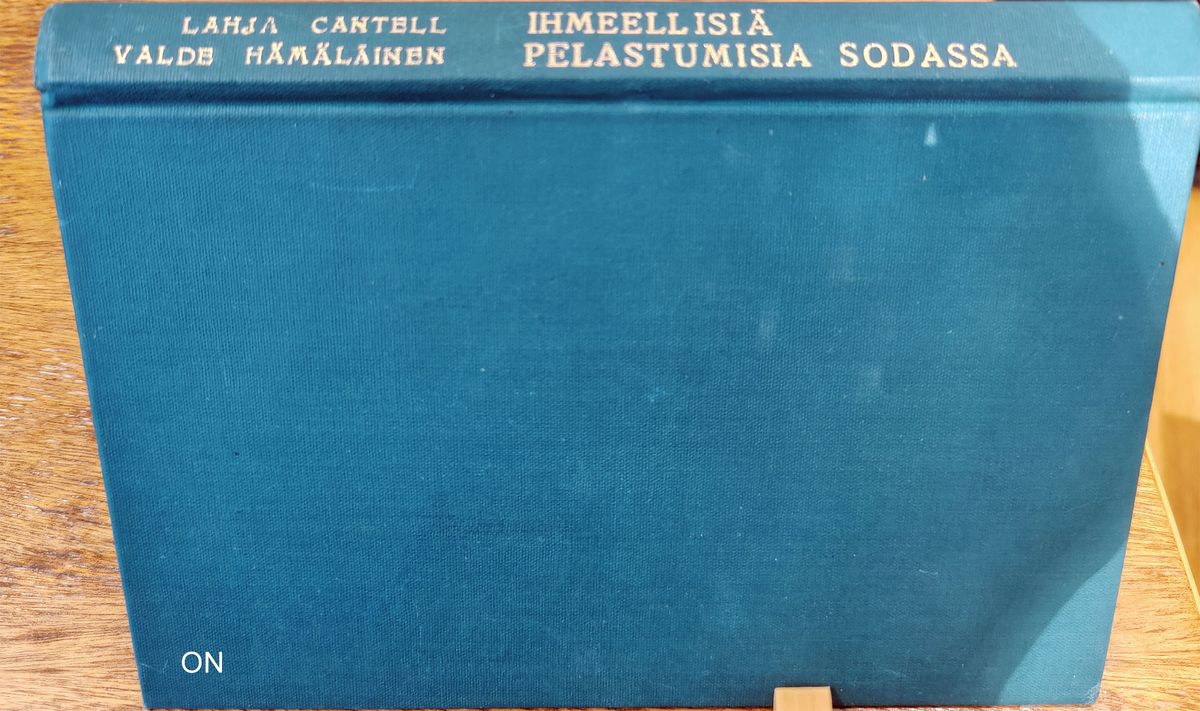 LAHJA CANTELL
VALDE HÄMÄLÄINEN
IHMEELLISIÄ
PELASTUMISIA SODASSA
ON